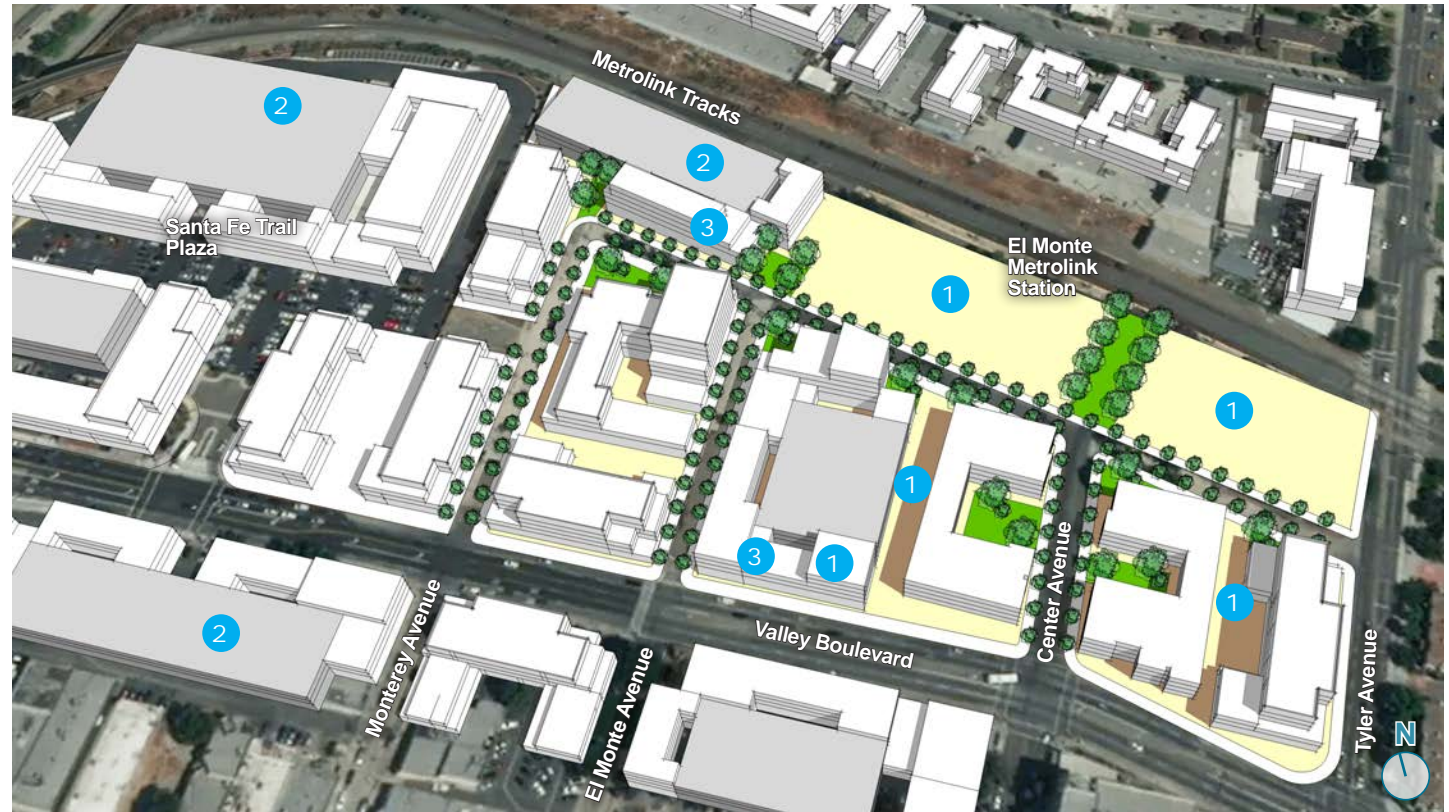 Metrolink Tracks
2
2
Santa Fe Trail
Plaza
3
El Monte
Metrolink
Station
1
1
1
3
1
1
2
Monterey Avenue
El Monte Avenue
Valley Boulevard
Center Avenue
Tyler Avenue
N